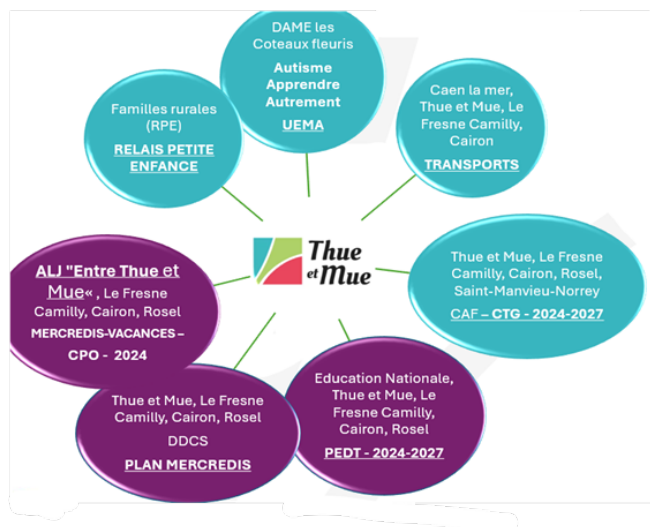 DAME les
Coteaux fleuris
Autisme
Apprendre
Autrement
UEMA
Familles rurales
(RPE)
RELAIS PETITE
ENFANCE
Caen la mer,
Thue et Mue, Le
Fresne Camilly,
Cairon
TRANSPORTS
Thue
et Mue
ALJ "Entre Thue et
Mue« , Le Fresne
Camilly, Cairon, Rosel
MERCREDIS-VACANCES –
CPO - 2024
Thue et Mue, Le Fresne
Camilly, Cairon, Rosel,
Saint-Manvieu-Norrey
CAF – CTG - 2024-2027
Thue et Mue, Le Fresne
Camilly, Cairon, Rosel
DDCS
PLAN MERCREDIS
Education Nationale,
Thue et Mue, Le
Fresne Camilly,
Cairon, Rosel
PEDT - 2024-2027